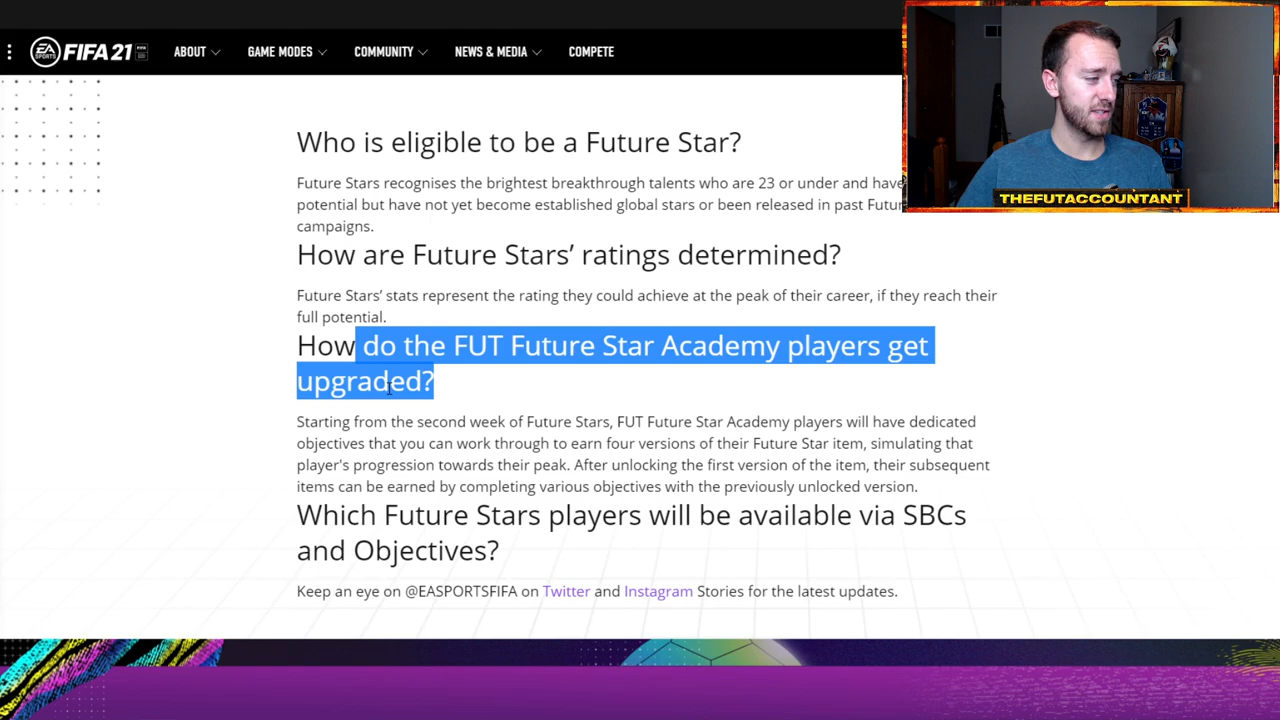 EA SPORTS FIFA 21 ABOUT GAME MODES COMMUNITY NEWS & MEDIA COMPETE
THEFUTACCOUNTANT
Who is eligible to be a Future Star?
Future Stars recognises the brightest breakthrough talents who are 23 or under and have
potential but have not yet become established global stars or been released in past Futur
campaigns.
How are Future Stars’ ratings determined?
Future Stars’ stats represent the rating they could achieve at the peak of their career, if they reach their
full potential.
How do the FUT Future Star Academy players get
upgraded?
Starting from the second week of Future Stars, FUT Future Star Academy players will have dedicated
objectives that you can work through to earn four versions of their Future Star item, simulating that
player's progression towards their peak. After unlocking the first version of the item, their subsequent
items can be earned by completing various objectives with the previously unlocked version.
Which Future Stars players will be available via SBCs
and Objectives?
Keep an eye on @EASPORTSFIFA on Twitter and Instagram Stories for the latest updates.